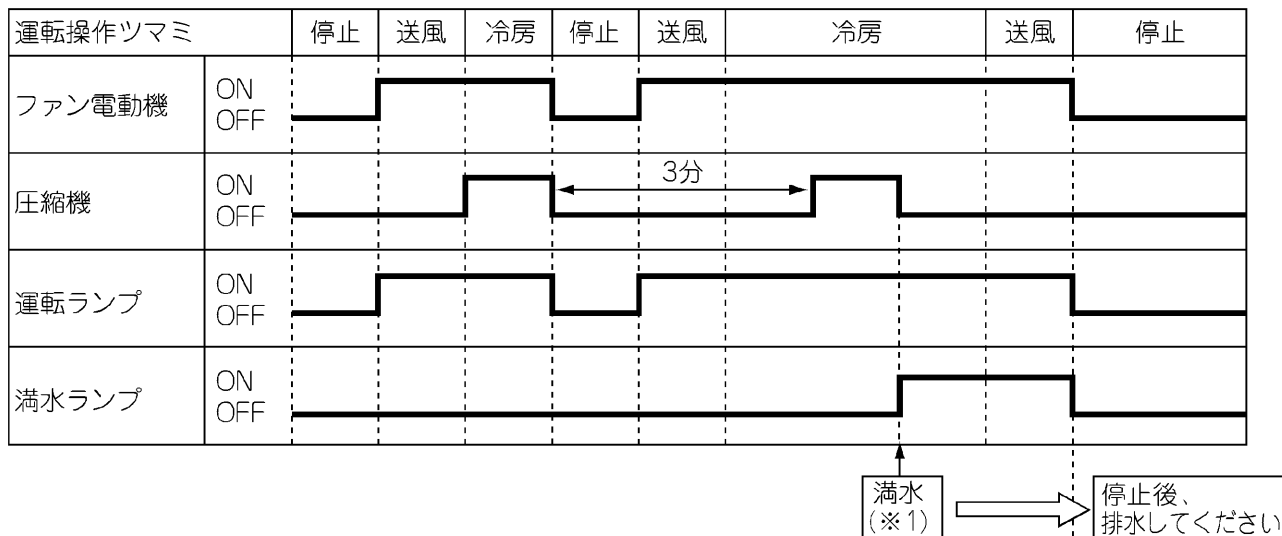 運転操作ツマミ 停止 送風 冷房 停止 送風 冷房 送風 停止
ファン電動機 ON
OFF
圧縮機 ON
OFF
3分
運転ランプ ON
OFF
満水ランプ ON
OFF
満水
(※1)
停止後、
排水してください